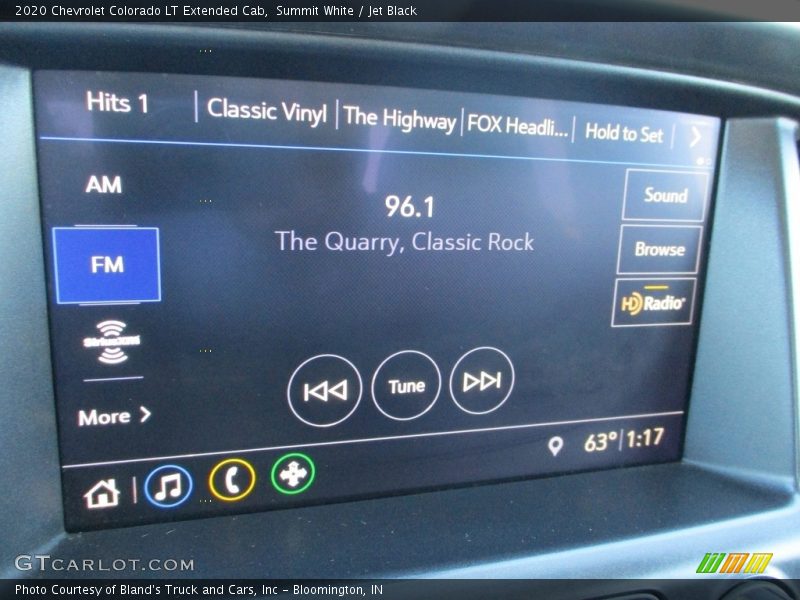 2020 Chevrolet Colorado LT Extended Cab,  Summit White / Jet Black
Hits 1 | Classic Vinyl | The Highway | FOX Headli... | Hold to Set
AM
96.1
Sound
The Quarry, Classic Rock
FM
Browse
HD Radio
SiriusXM
Tune
More
63° | 1:17
GTCARLOT.COM
Photo Courtesy of Bland's Truck and Cars, Inc - Bloomington, IN